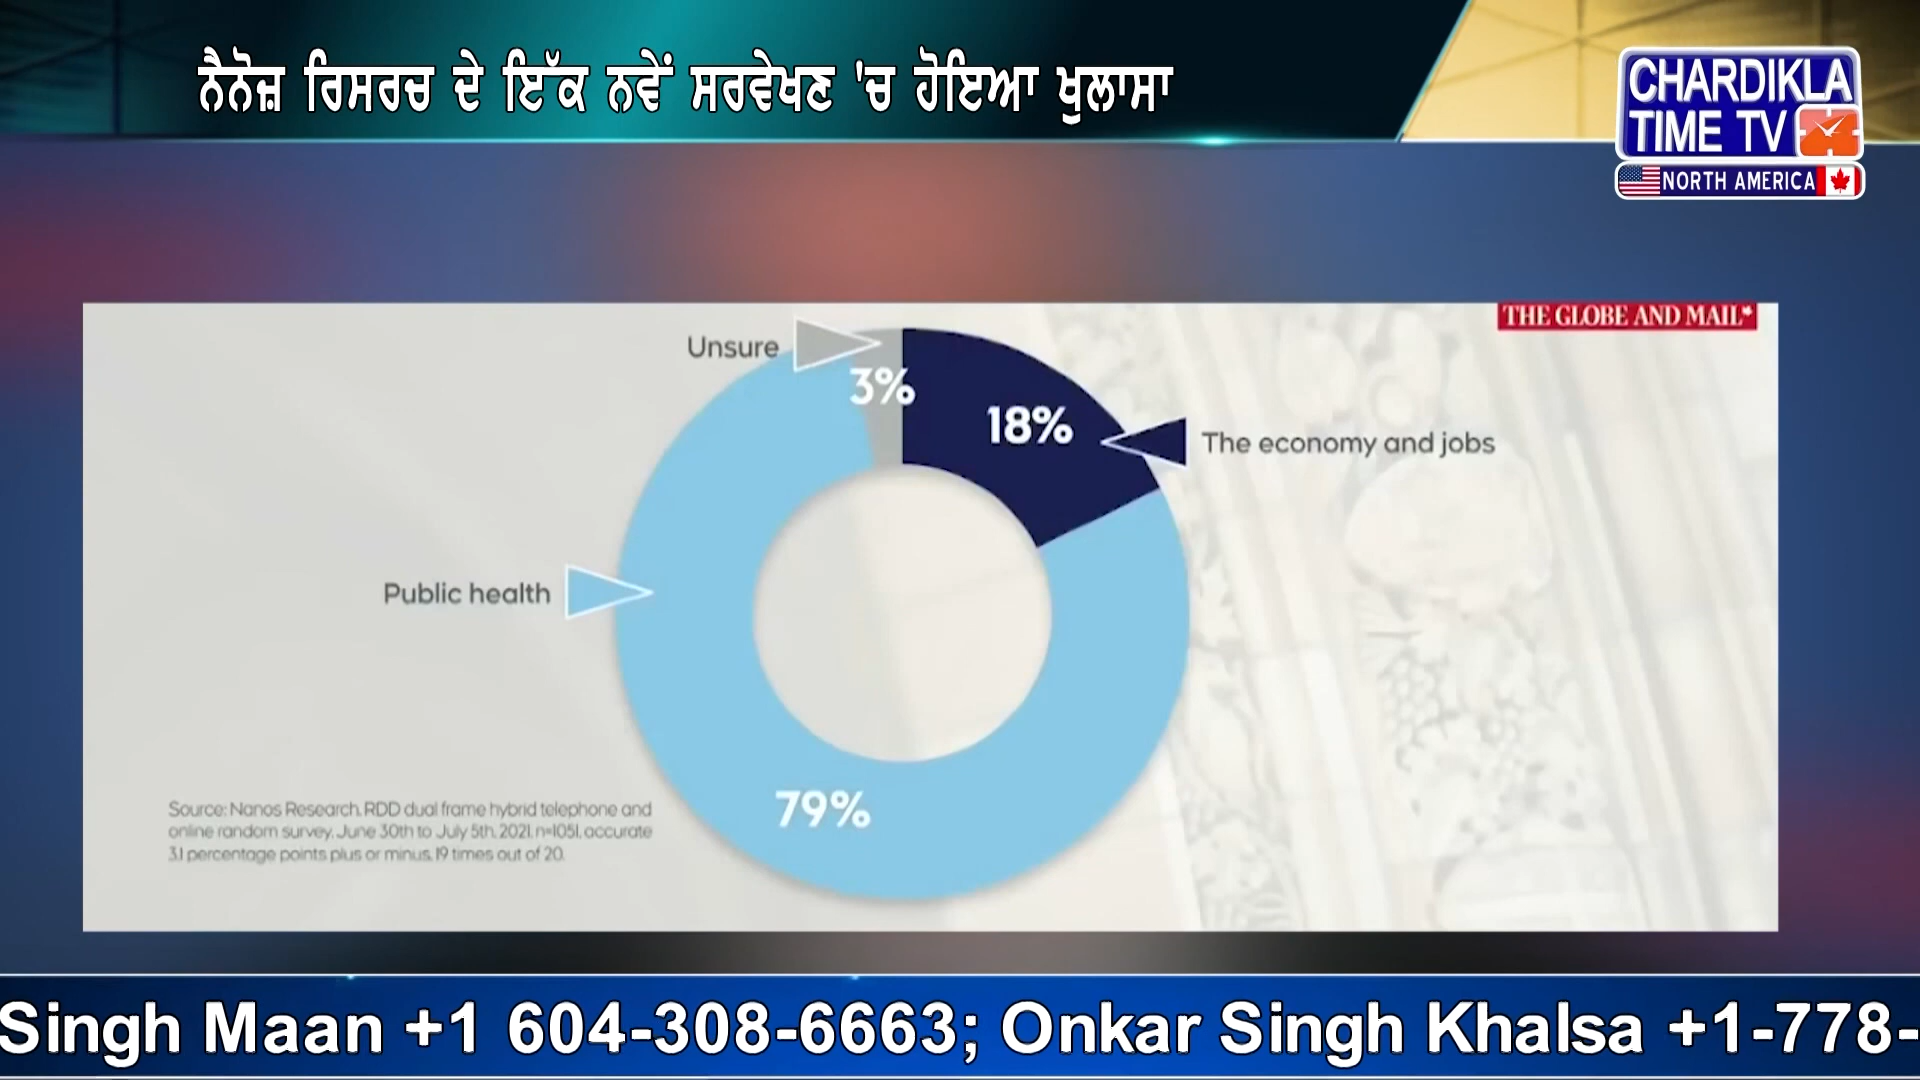 ਨੈਨੋਜ਼ ਰਿਸਰਚ ਦੇ ਇੱਕ ਨਵੇਂ ਸਰਵੇਖਣ 'ਚ ਹੋਇਆ ਖੁਲਾਸਾ
CHARDIKLA
TIME TV
NORTH AMERICA
THE GLOBE AND MAIL*
Unsure
3%
18%
The economy and jobs
Public health
79%
Source: Nanos Research, RDD dual frame hybrid telephone and
online random survey, June 30th to July 5th, 2021, n=1051, accurate
3.1 percentage points plus or minus, 19 times out of 20.
Singh Maan +1 604-308-6663; Onkar Singh Khalsa +1-778-